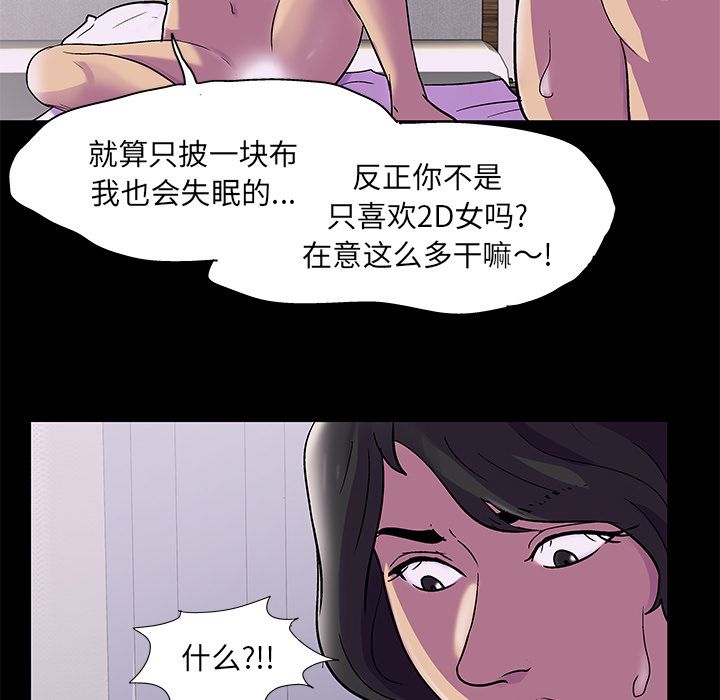 就算只披一块布
我也会失眠的...
反正你不是
只喜欢2D女吗?
在意这么多干嘛～!
什么?!!